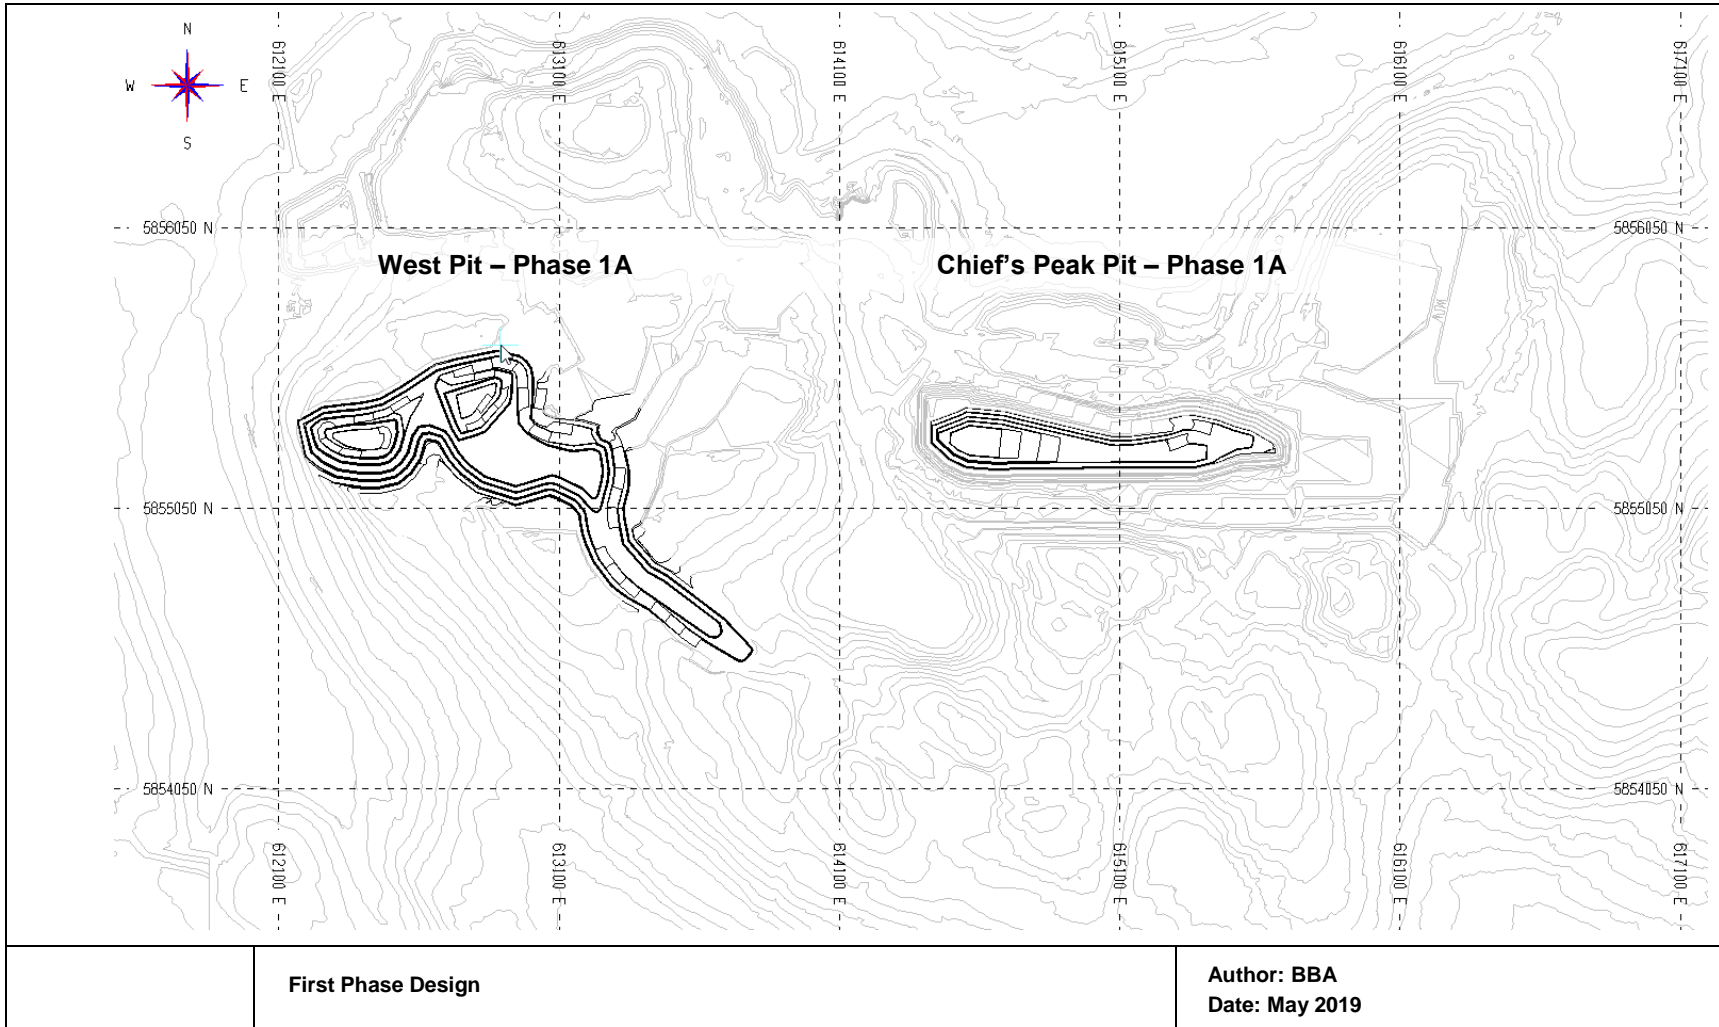 N
W E
S
612100 E
613100 E
614100 E
615100 E
616100 E
617100 E
5856050 N
5856050 N
West Pit – Phase 1A
Chief's Peak Pit – Phase 1A
5855050 N
5855050 N
5854050 N
5854050 N
612100 E
613100 E
614100 E
615100 E
616100 E
617100 E
First Phase Design
Author: BBA
Date: May 2019